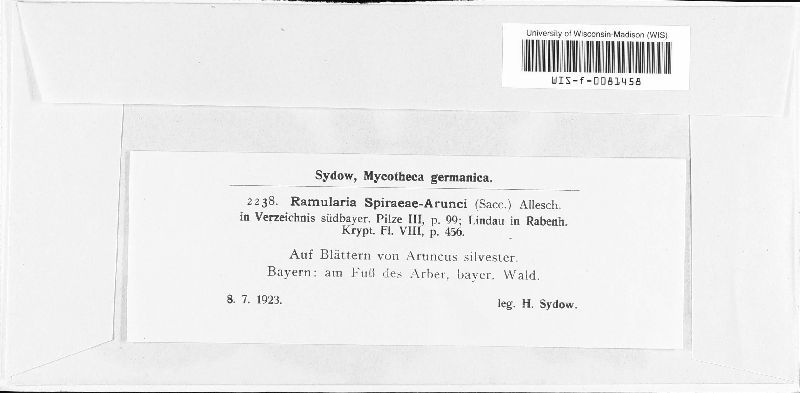 University of Wisconsin-Madison (WIS)
WIS-f-0081458
Sydow, Mycotheca germanica.
2238. Ramularia Spiraeae-Arunci (Sacc.) Allesch.
in Verzeichnis südbayer. Pilze III, p. 99; Lindau in Rabenh.
Krypt. Fl. VIII, p. 456.
Auf Blättern von Aruncus silvester.
Bayern: am Fuß des Arber, bayer. Wald.
8. 7. 1923.
leg. H. Sydow.